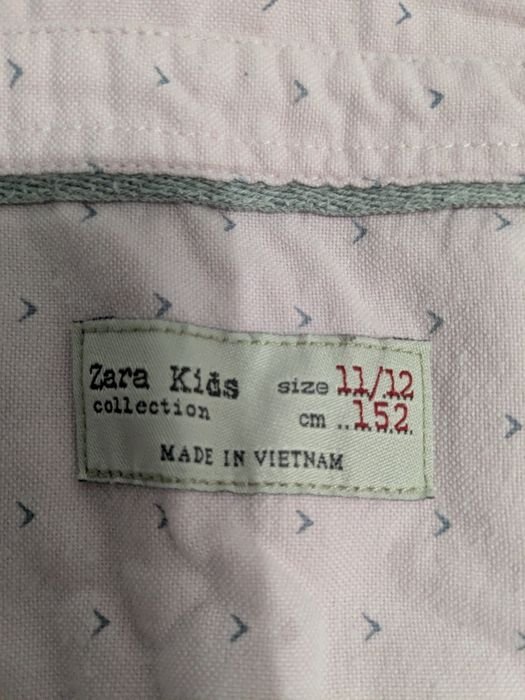 Zara Kids size 11/12
collection cm ..152..
MADE IN VIETNAM